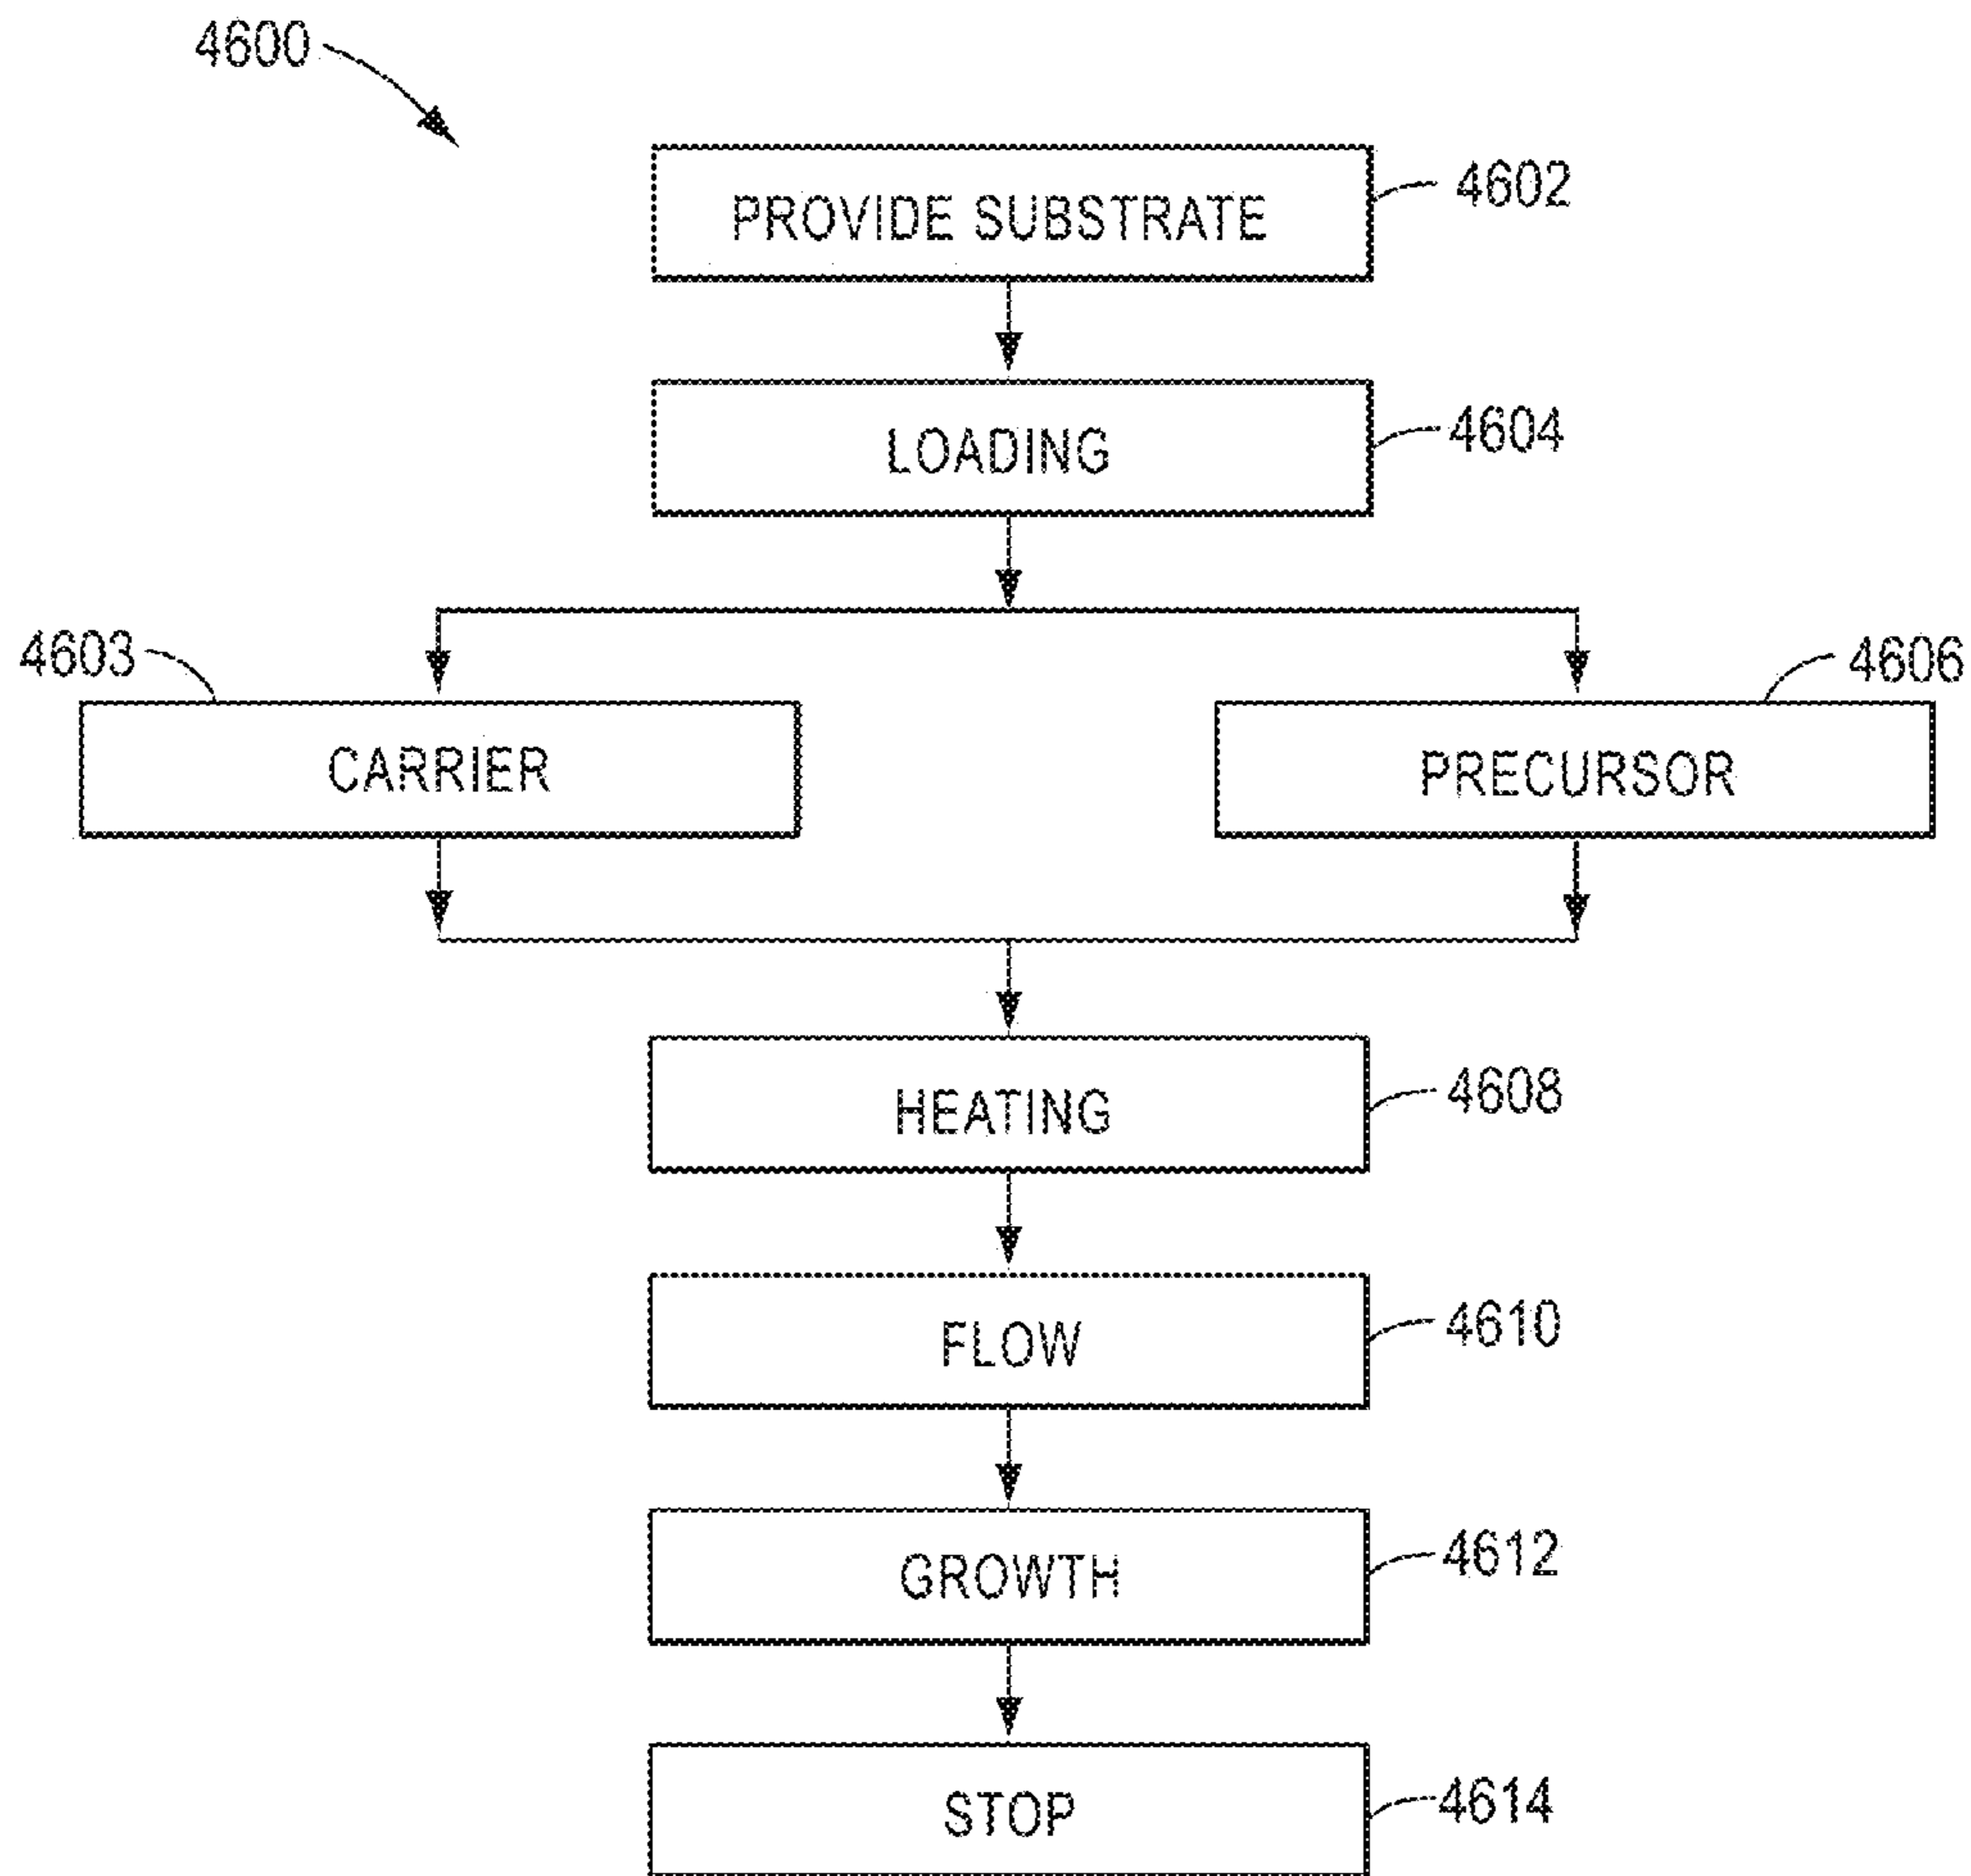 4600
PROVIDE SUBSTRATE
4602
LOADING
4604
4603
4606
CARRIER
PRECURSOR
HEATING
4608
FLOW
4610
GROWTH
4612
STOP
4614